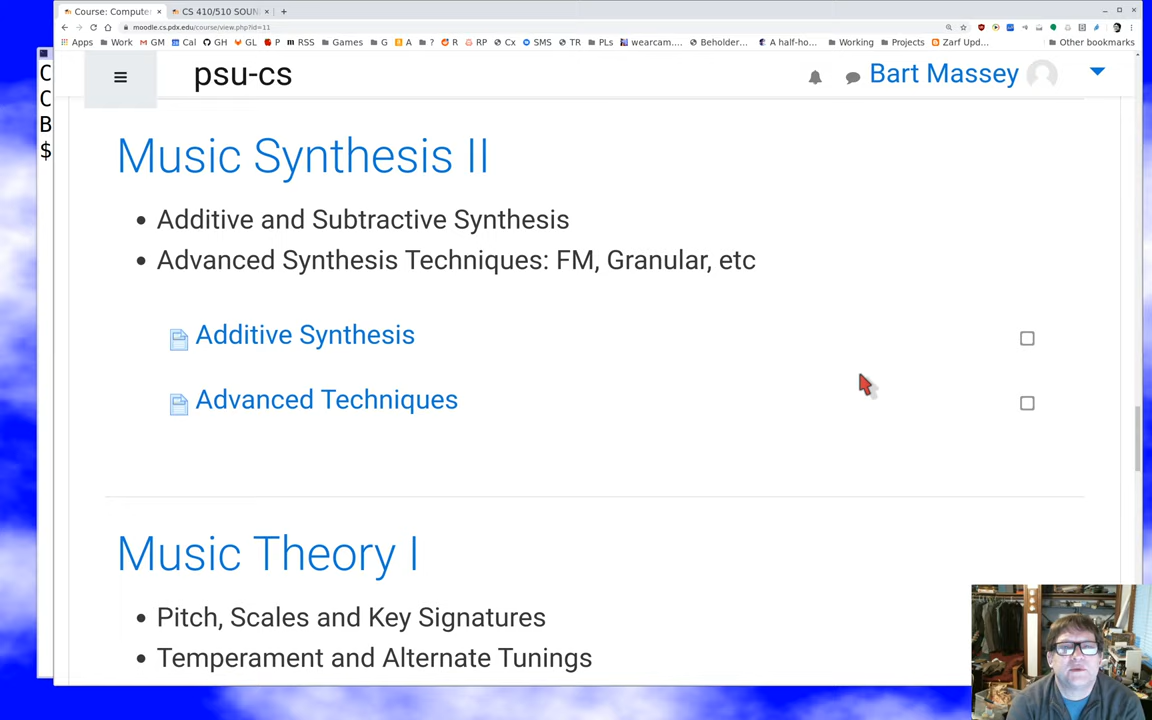 Course: Computer
CS 410/510 SOUN
moodle.cs.pdx.edu/course/view.php?id=11
Apps Work GM Cal GH GL P RSS Games G A ? R RP Cx SMS TR PLs wearcam.... Beholder... A half-ho... Working Projects Zarf Upd... Other bookmarks
psu-cs
Bart Massey
C
C
B
$
Music Synthesis II
• Additive and Subtractive Synthesis
• Advanced Synthesis Techniques: FM, Granular, etc
Additive Synthesis
Advanced Techniques
Music Theory I
• Pitch, Scales and Key Signatures
• Temperament and Alternate Tunings